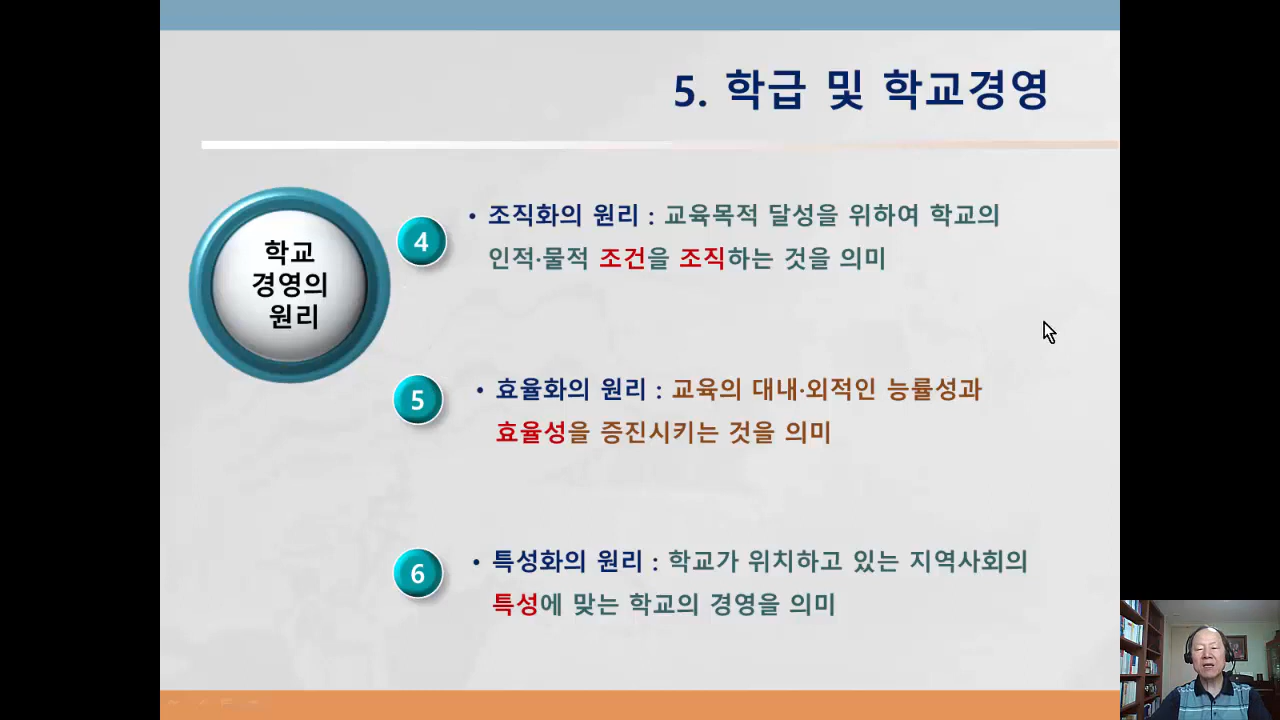 5. 학급 및 학교경영
학교
경영의
원리
4
• 조직화의 원리 : 교육목적 달성을 위하여 학교의
인적·물적 조건을 조직하는 것을 의미
5
• 효율화의 원리 : 교육의 대내·외적인 능률성과
효율성을 증진시키는 것을 의미
6
• 특성화의 원리 : 학교가 위치하고 있는 지역사회의
특성에 맞는 학교의 경영을 의미